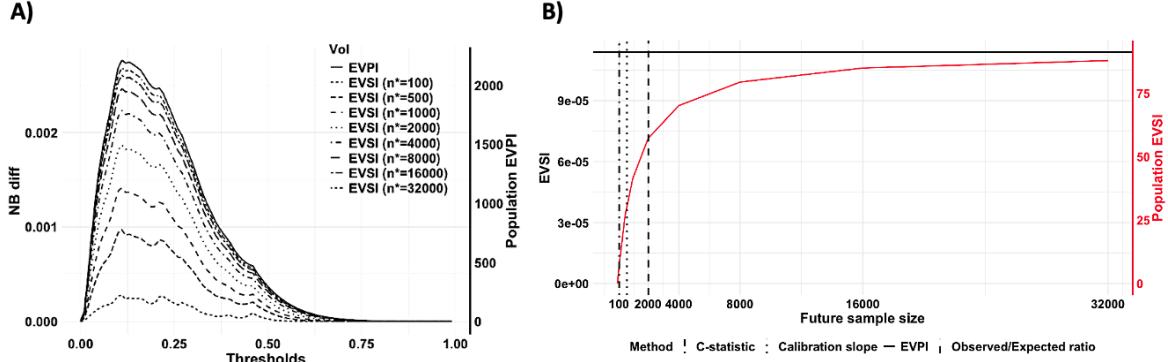 A)
Vol
EVPI
EVSI (n*=100)
EVSI (n*=500)
EVSI (n*=1000)
EVSI (n*=2000)
EVSI (n*=4000)
EVSI (n*=8000)
EVSI (n*=16000)
EVSI (n*=32000)
NB diff
0.002
0.001
0.000
0.00 0.25 0.50 0.75 1.00
Thresholds
2000
1500
1000
500
0
Population EVPI
B)
EVSI
9e-05
6e-05
3e-05
0e+00
100 2000 4000 8000 16000 32000
Future sample size
75
50
25
0
Population EVSI
Method C-statistic Calibration slope EVPI Observed/Expected ratio